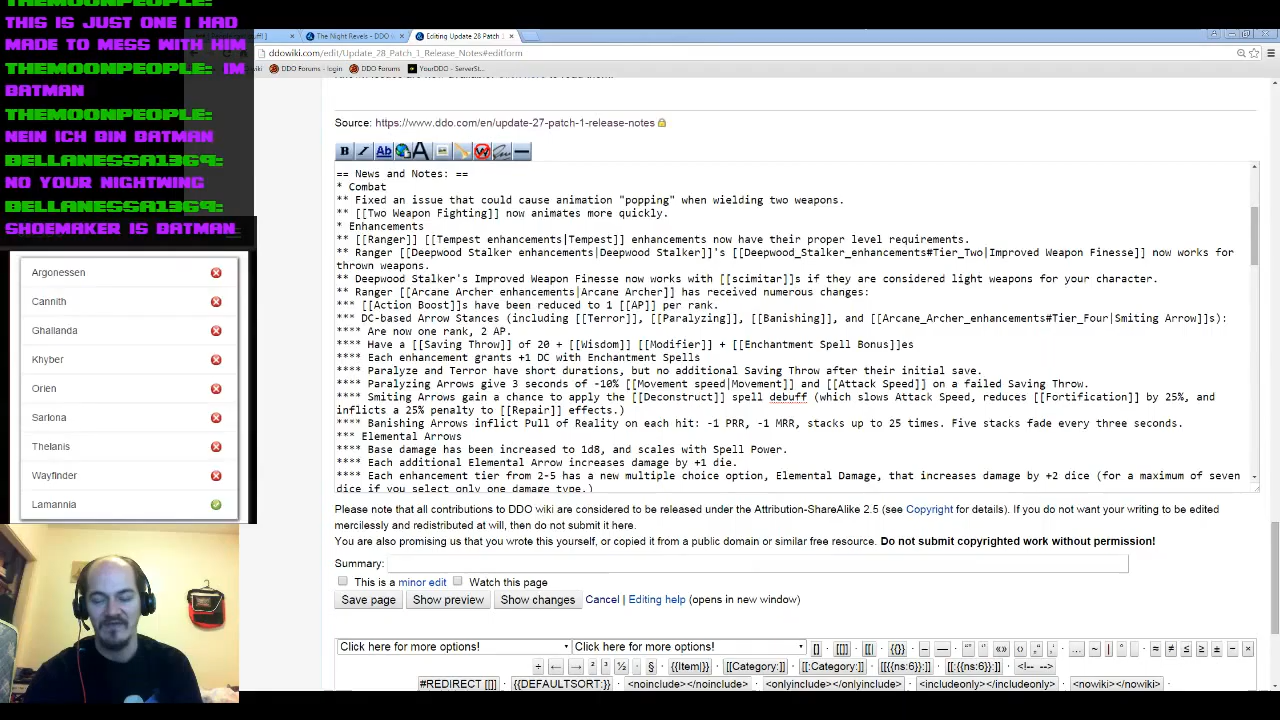 THEMOONPEOPLE:
THIS IS JUST ONE I HAD
MADE TO MESS WITH HIM
THEMOONPEOPLE: IM
BATMAN
THEMOONPEOPLE:
NEIN ICH BIN BATMAN
BELLANESSA1369:
NO YOUR NIGHTWING
BELLANESSA1369:
SHOEMAKER IS BATMAN
Argonessen
Cannith
Ghallanda
Khyber
Orien
Sarlona
Thelanis
Wayfinder
Lamannia
The Night Revels - DDO
Editing Update 28 Patch
ddowiki.com/edit/Update_28_Patch_1_Release_Notes#editform
DDO Forums - login
DDO Forums
YourDDO - ServerSt...
Source: https://www.ddo.com/en/update-27-patch-1-release-notes
== News and Notes: ==
* Combat
** Fixed an issue that could cause animation "popping" when wielding two weapons.
** [[Two Weapon Fighting]] now animates more quickly.
* Enhancements
** [[Ranger]] [[Tempest enhancements|Tempest]] enhancements now have their proper level requirements.
** Ranger [[Deepwood Stalker enhancements|Deepwood Stalker]]'s [[Deepwood_Stalker_enhancements#Tier_Two|Improved Weapon Finesse]] now works for
thrown weapons.
** Deepwood Stalker's Improved Weapon Finesse now works with [[scimitar]]s if they are considered light weapons for your character.
** Ranger [[Arcane Archer enhancements|Arcane Archer]] has received numerous changes:
*** [[Action Boost]]s have been reduced to 1 [[AP]] per rank.
*** DC-based Arrow Stances (including [[Terror]], [[Paralyzing]], [[Banishing]], and [[Arcane_Archer_enhancements#Tier_Four|Smiting Arrow]]s):
**** Are now one rank, 2 AP.
**** Have a [[Saving Throw]] of 20 + [[Wisdom]] [[Modifier]] + [[Enchantment Spell Bonus]]es
**** Each enhancement grants +1 DC with Enchantment Spells
**** Paralyze and Terror have short durations, but no additional Saving Throw after their initial save.
**** Paralyzing Arrows give 3 seconds of -10% [[Movement speed|Movement]] and [[Attack Speed]] on a failed Saving Throw.
**** Smiting Arrows gain a chance to apply the [[Deconstruct]] spell debuff (which slows Attack Speed, reduces [[Fortification]] by 25%, and
inflicts a 25% penalty to [[Repair]] effects.)
**** Banishing Arrows inflict Pull of Reality on each hit: -1 PRR, -1 MRR, stacks up to 25 times. Five stacks fade every three seconds.
*** Elemental Arrows
**** Base damage has been increased to 1d8, and scales with Spell Power.
**** Each additional Elemental Arrow increases damage by +1 die.
**** Each enhancement tier from 2-5 has a new multiple choice option, Elemental Damage, that increases damage by +2 dice (for a maximum of seven
dice if you select only one damage type.)
Please note that all contributions to DDO wiki are considered to be released under the Attribution-ShareAlike 2.5 (see Copyright for details). If you do not want your writing to be edited
mercilessly and redistributed at will, then do not submit it here.
You are also promising us that you wrote this yourself, or copied it from a public domain or similar free resource. Do not submit copyrighted work without permission!
Summary:
This is a minor edit Watch this page
Save page Show preview Show changes Cancel | Editing help (opens in new window)
Click here for more options! Click here for more options!
{{Item}} [[Category:]] [[:Category:]] [[{{ns:6}}:]] [[:{{ns:6}}:]] <!-- -->
#REDIRECT [[]] · {{DEFAULTSORT:}} <onlyinclude></onlyinclude> <includeonly></includeonly> <nowiki></nowiki>